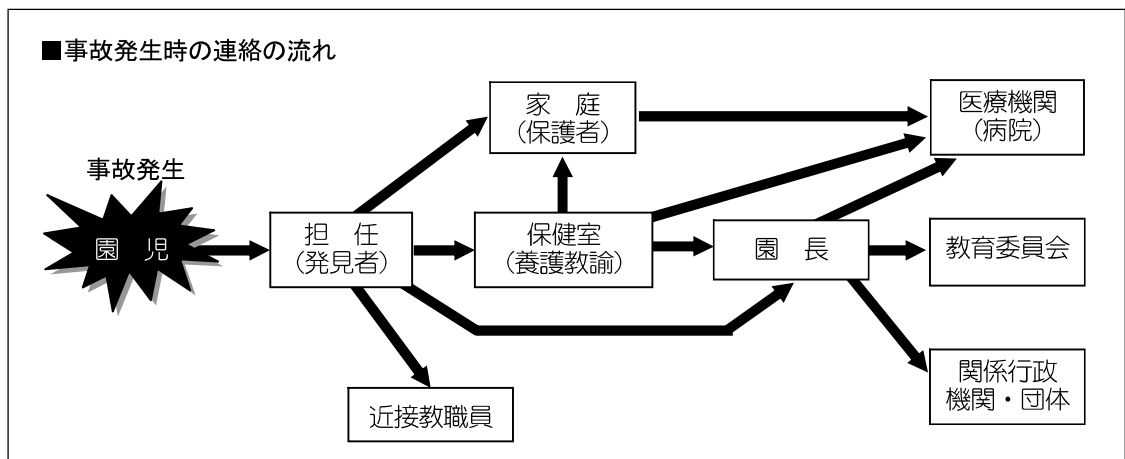 ■事故発生時の連絡の流れ
家　庭
(保護者)
医療機関
(病院)
事故発生
園　児
担　任
(発見者)
保健室
(養護教諭)
園　長
教育委員会
近接教職員
関係行政
機関・団体